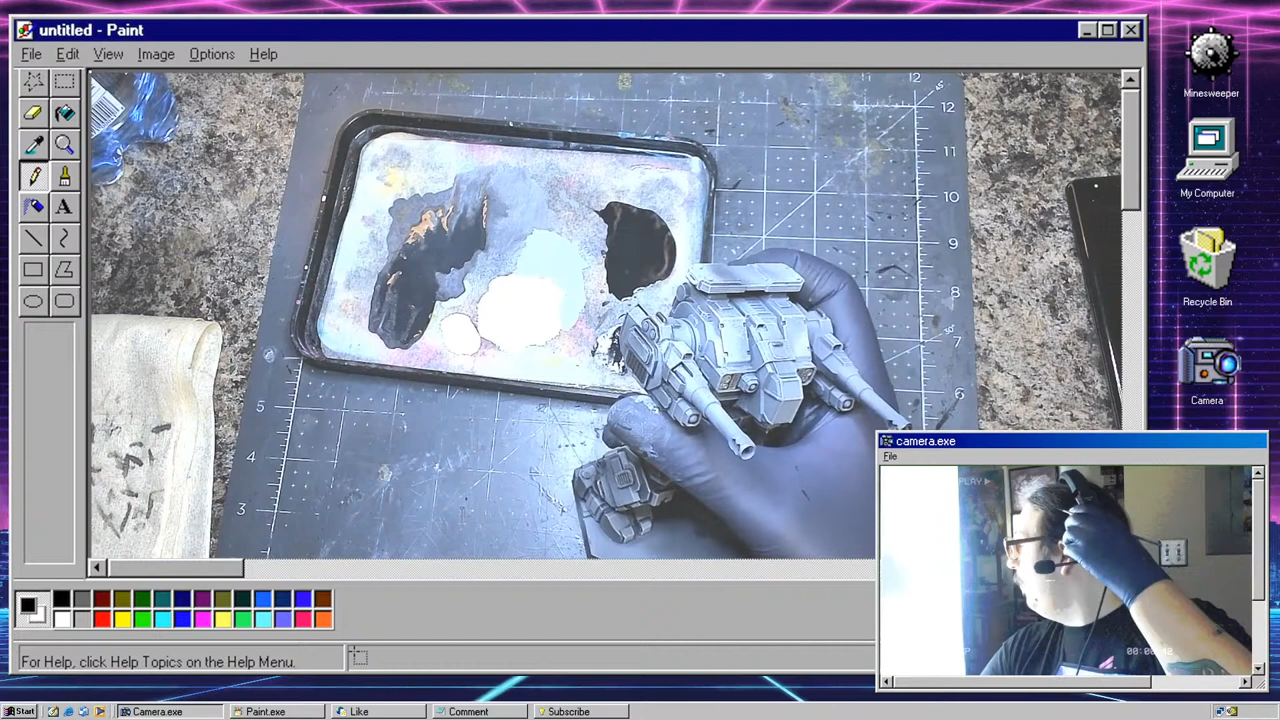 untitled - Paint
File Edit View Image Options Help
Minesweeper
My Computer
Recycle Bin
Camera
12
11
10
9
8
7
6
5
4
3
12
camera.exe
File
PLAY
For Help, click Help Topics on the Help Menu.
Start Camera.exe Paint.exe Like Comment Subscribe